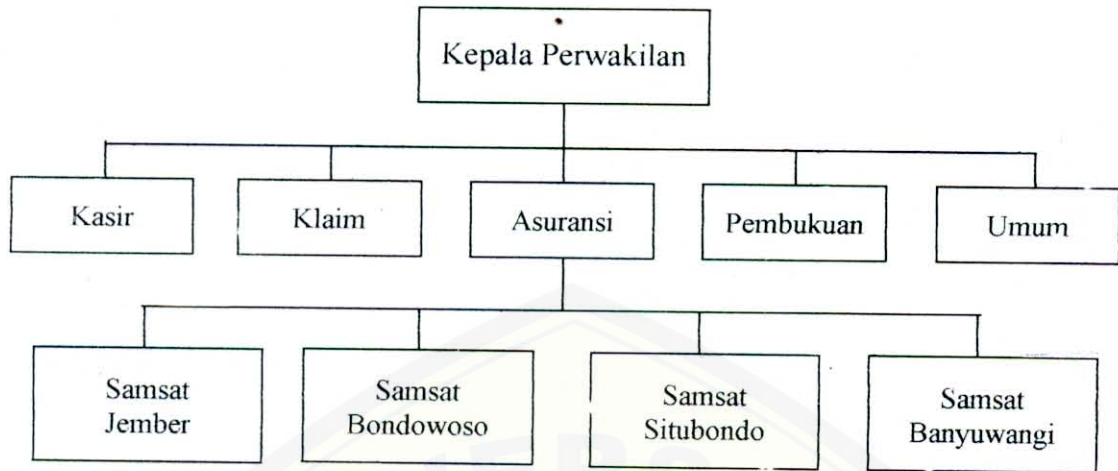 Kepala Perwakilan
Kasir
Klaim
Asuransi
Pembukuan
Umum
Samsat
Jember
Samsat
Bondowoso
Samsat
Situbondo
Samsat
Banyuwangi